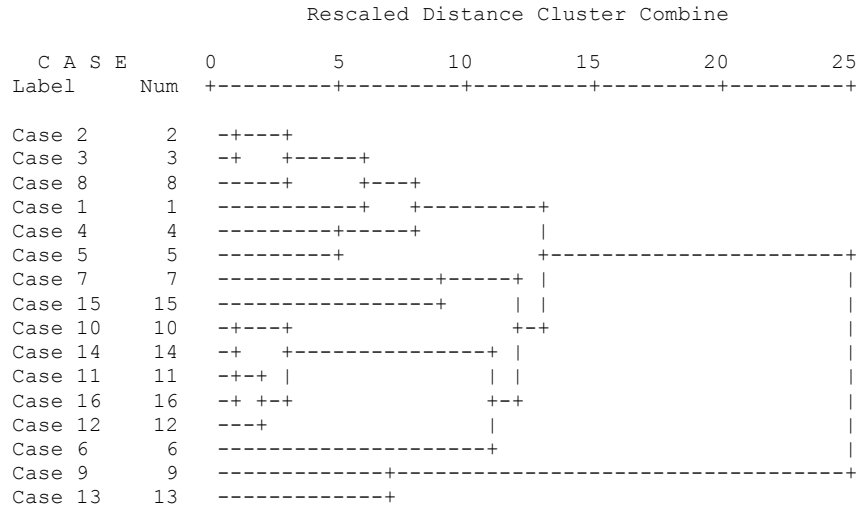 Rescaled Distance Cluster Combine
C A S E 0 5 10 15 20 25
Label Num +---------+---------+---------+---------+---------+
Case 2 2 -+---+
Case 3 3 -+ +-----+
Case 8 8 -----+ +---+
Case 1 1 -----------+ +---------+
Case 4 4 ---------+-----+ |
Case 5 5 ---------+ +-----------------------+
Case 7 7 -----------------+-----+ | |
Case 15 15 -----------------+ | | |
Case 10 10 -+---+ +-+ |
Case 14 14 -+ +---------------+ | |
Case 11 11 -+-+ | | | |
Case 16 16 -+ +-+ +-+ |
Case 12 12 ---+ | |
Case 6 6 ---------------------+ |
Case 9 9 -------------+-----------------------------------+
Case 13 13 -------------+